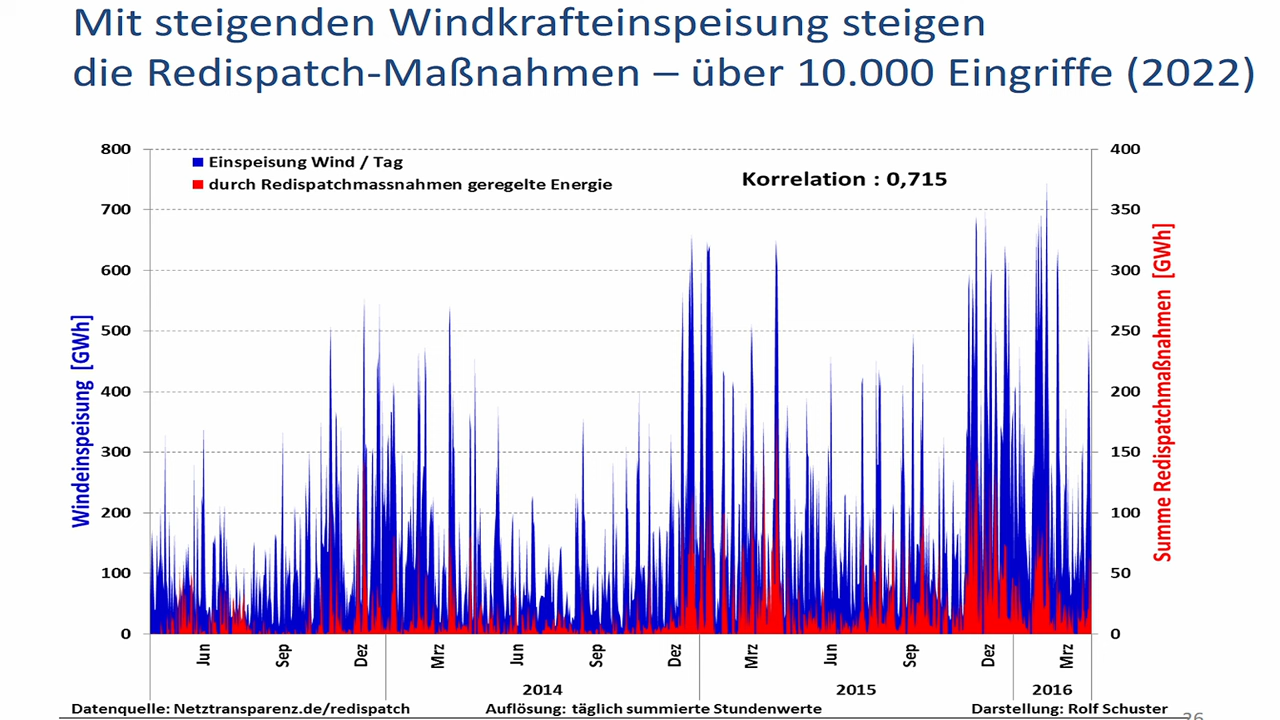 Mit steigenden Windkrafteinspeisung steigen
die Redispatch-Maßnahmen – über 10.000 Eingriffe (2022)
Einspeisung Wind / Tag
durch Redispatchmassnahmen geregelte Energie
Korrelation : 0,715
Windeinspeisung [GWh]
800
700
600
500
400
300
200
100
0
400
350
300
250
200
150
100
50
0
Summe Redispatchmaßnahmen [GWh]
Jun Sep Dez Mrz Jun Sep Dez Mrz Jun Sep Dez Mrz
2014 2015 2016
Datenquelle: Netztransparenz.de/redispatch Auflösung: täglich summierte Stundenwerte Darstellung: Rolf Schuster